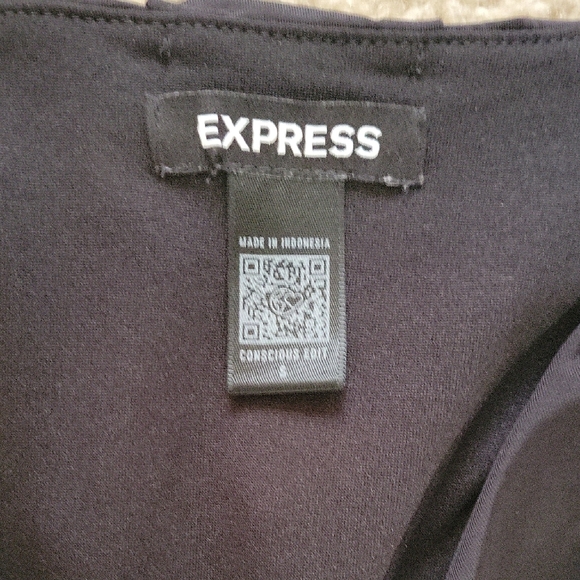 EXPRESS
MADE IN INDONESIA
CONSCIOUS EDIT
S